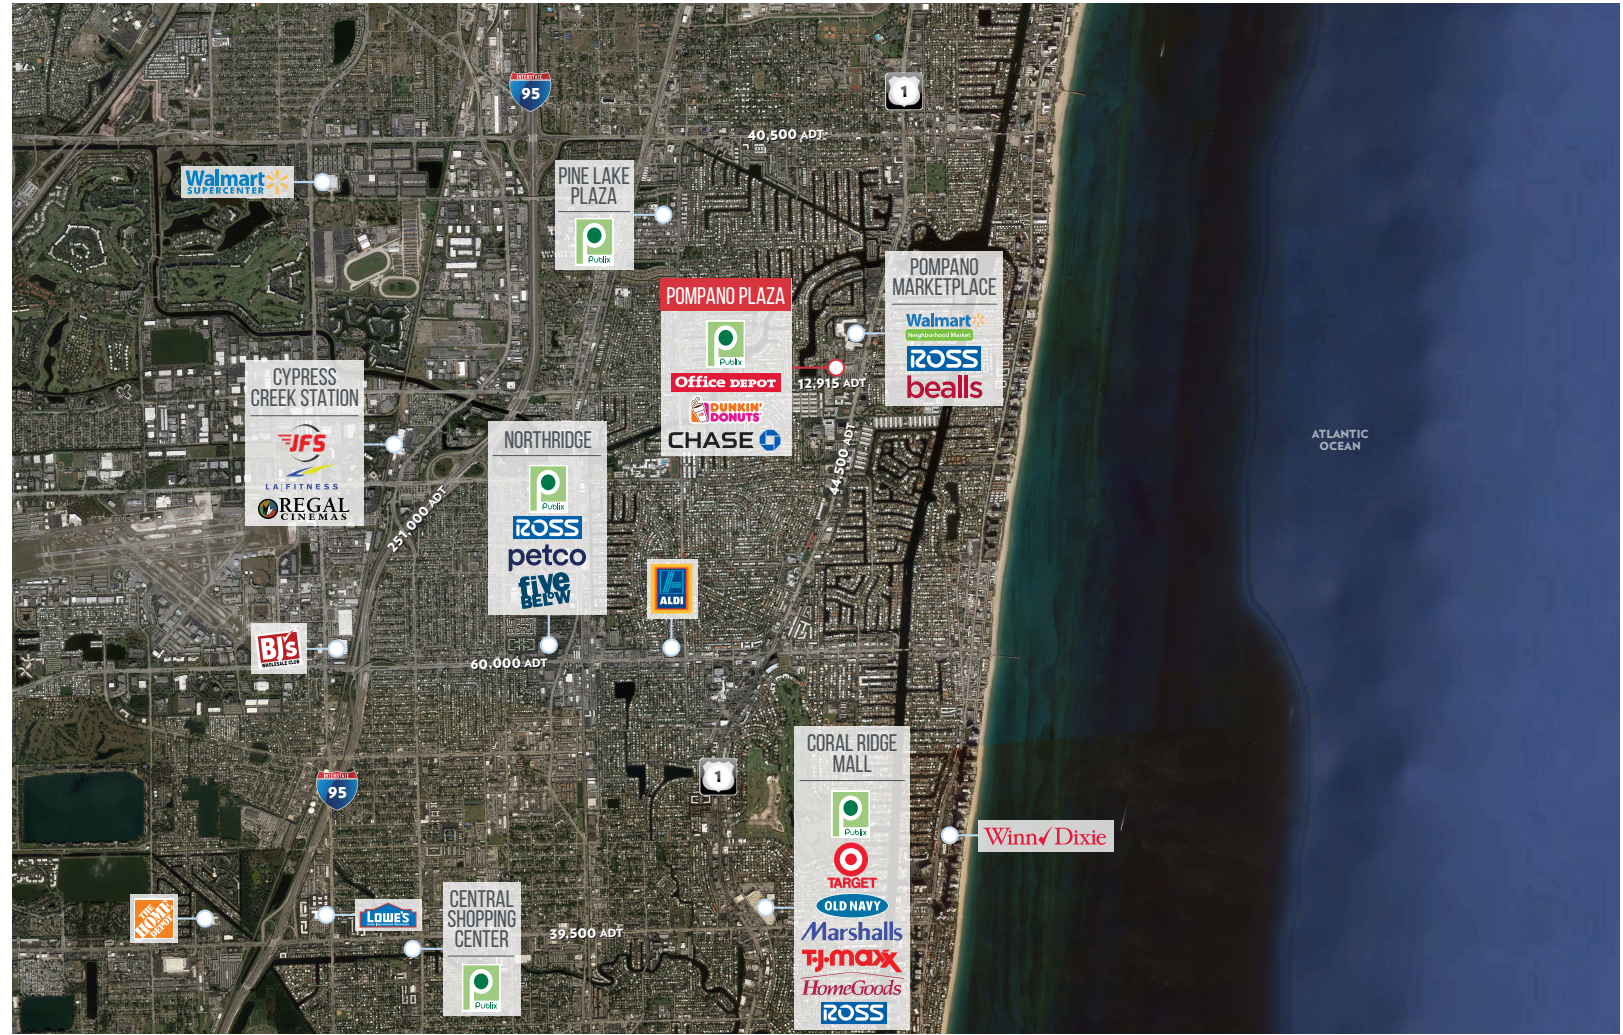 INTERSTATE
95
1
40,500 ADT
Walmart
SUPERCENTER
PINE LAKE
PLAZA
Publix
POMPANO PLAZA
Publix
Office DEPOT
DUNKIN'
DONUTS
CHASE
12,915 ADT
POMPANO
MARKETPLACE
Walmart
Neighborhood Market
ROSS
bealls
CYPRESS
CREEK STATION
JFS
LA FITNESS
REGAL
CINEMAS
NORTHRIDGE
Publix
ROSS
petco
five
BEL°W
251,000 ADT
44,500 ADT
ATLANTIC
OCEAN
ALDI
BJ's
WHOLESALE CLUB
60,000 ADT
INTERSTATE
95
1
CORAL RIDGE
MALL
Publix
TARGET
OLD NAVY
Marshalls
T·J·maxx
HomeGoods
ROSS
Winn Dixie
THE
HOME
DEPOT
LOWE'S
CENTRAL
SHOPPING
CENTER
Publix
39,500 ADT